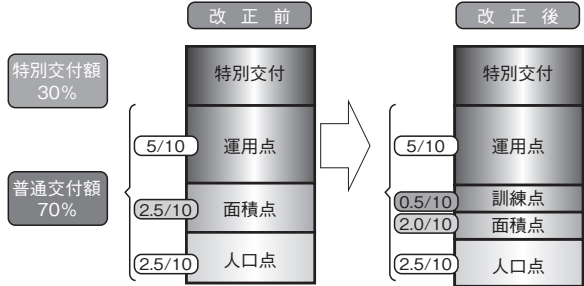 改正前
改正後
特別交付額
30%
普通交付額
70%
特別交付
5/10
運用点
2.5/10
面積点
2.5/10
人口点
特別交付
5/10
運用点
0.5/10
訓練点
2.0/10
面積点
2.5/10
人口点